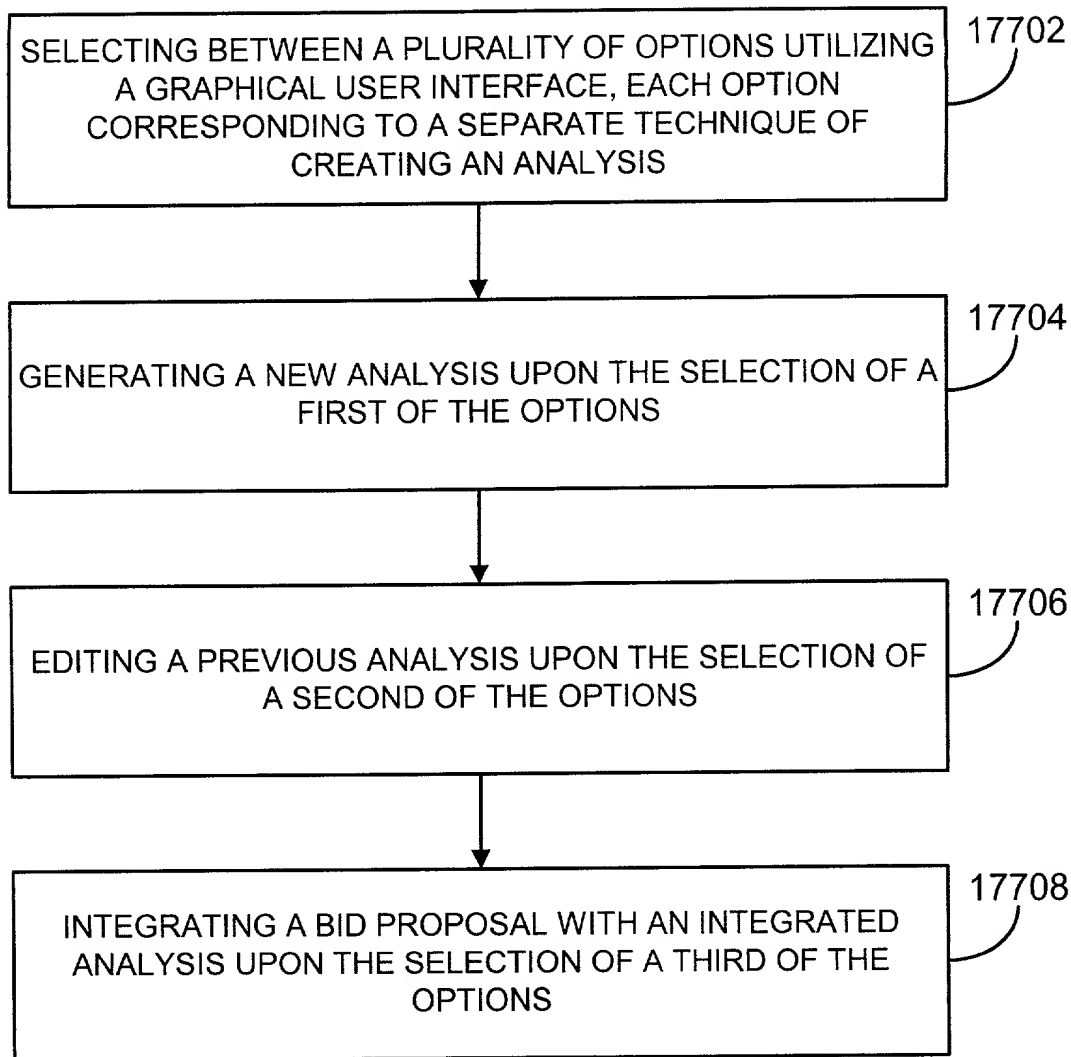 17702
SELECTING BETWEEN A PLURALITY OF OPTIONS UTILIZING
A GRAPHICAL USER INTERFACE, EACH OPTION
CORRESPONDING TO A SEPARATE TECHNIQUE OF
CREATING AN ANALYSIS
17704
GENERATING A NEW ANALYSIS UPON THE SELECTION OF A
FIRST OF THE OPTIONS
17706
EDITING A PREVIOUS ANALYSIS UPON THE SELECTION OF
A SECOND OF THE OPTIONS
17708
INTEGRATING A BID PROPOSAL WITH AN INTEGRATED
ANALYSIS UPON THE SELECTION OF A THIRD OF THE
OPTIONS